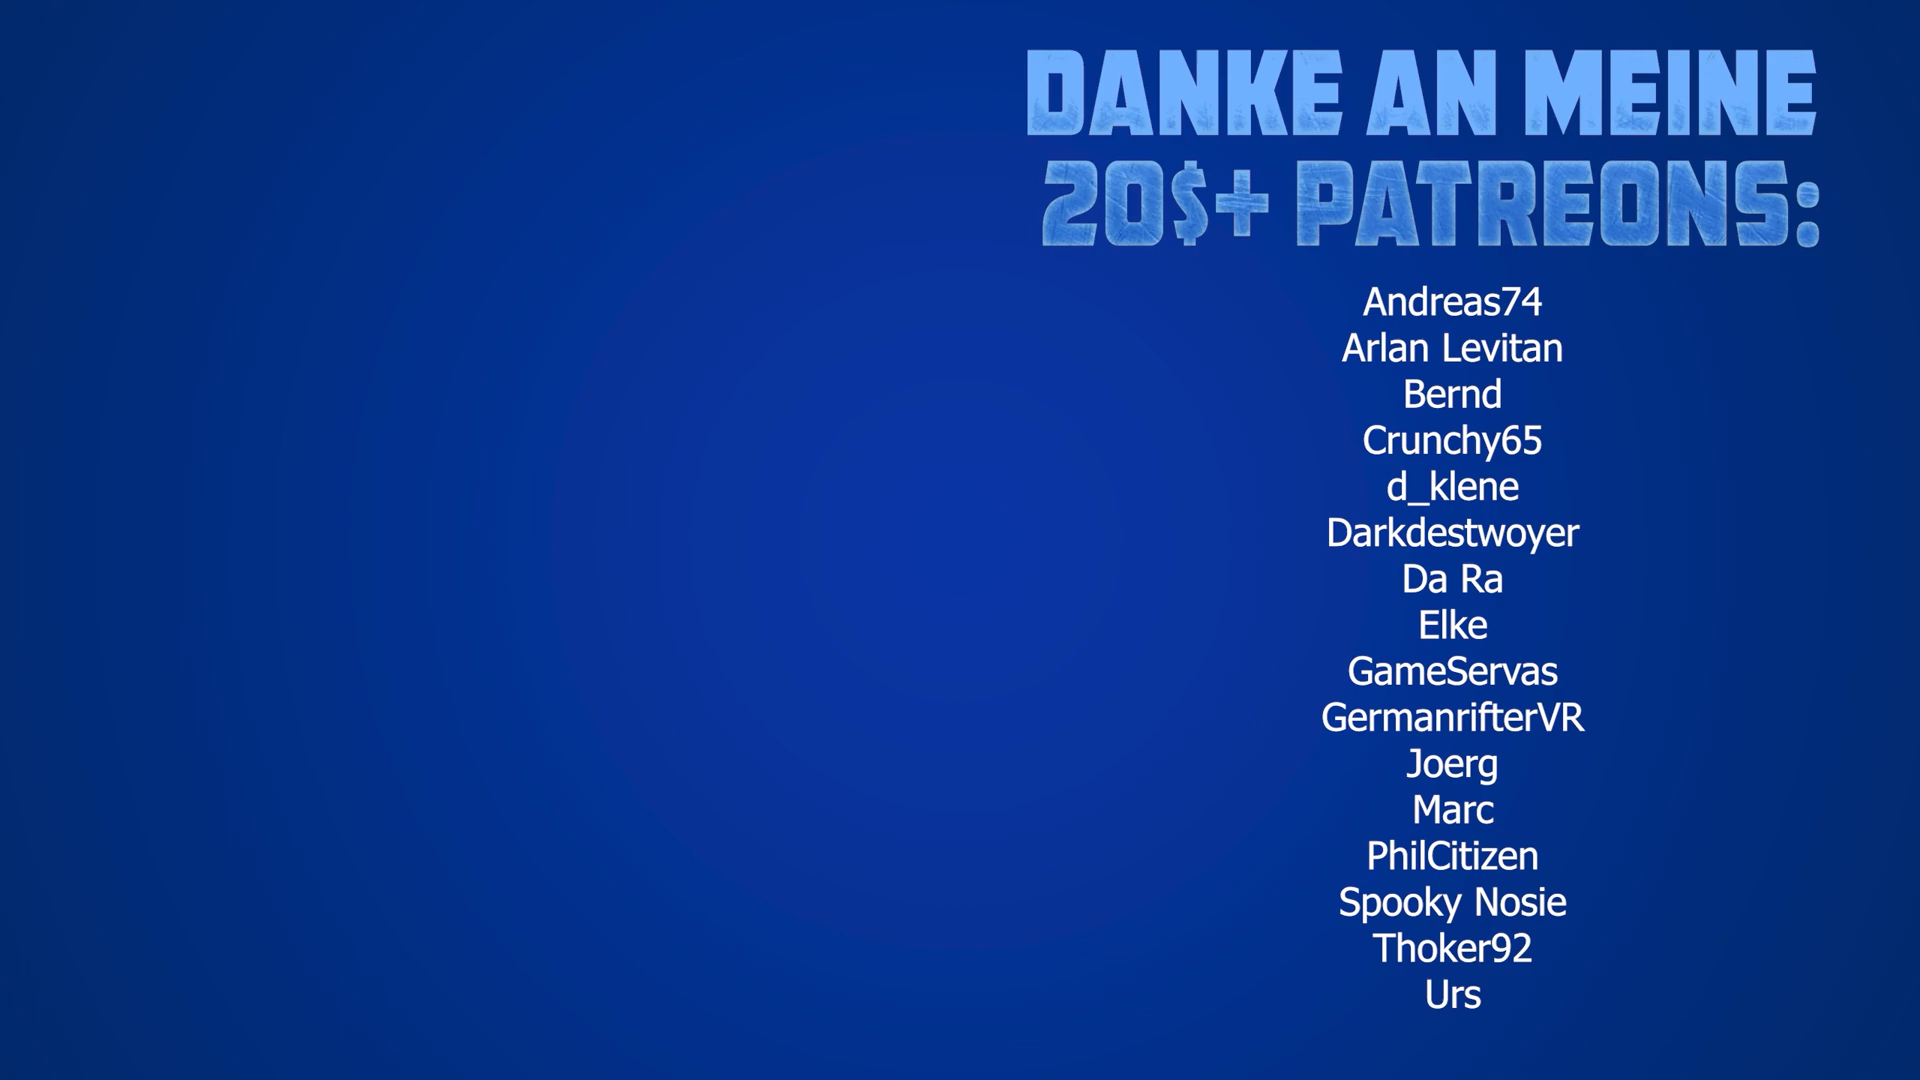 DANKE AN MEINE
20$+ PATREONS:
Andreas74
Arlan Levitan
Bernd
Crunchy65
d_klene
Darkdestwoyer
Da Ra
Elke
GameServas
GermanrifterVR
Joerg
Marc
PhilCitizen
Spooky Nosie
Thoker92
Urs